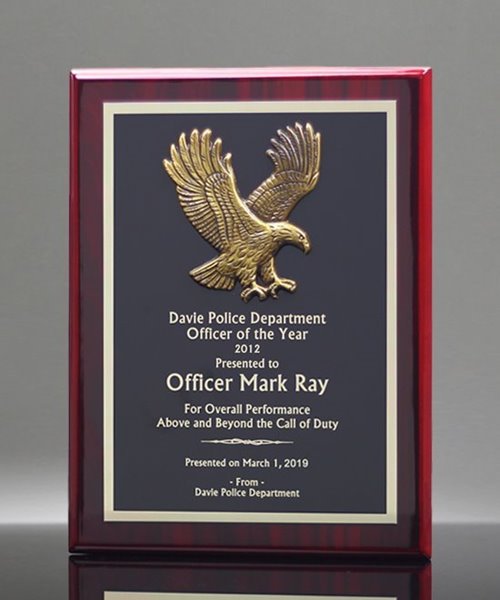 Davie Police Department
Officer of the Year
2012
Presented to
Officer Mark Ray
For Overall Performance
Above and Beyond the Call of Duty
Presented on March 1, 2019
- From -
Davie Police Department